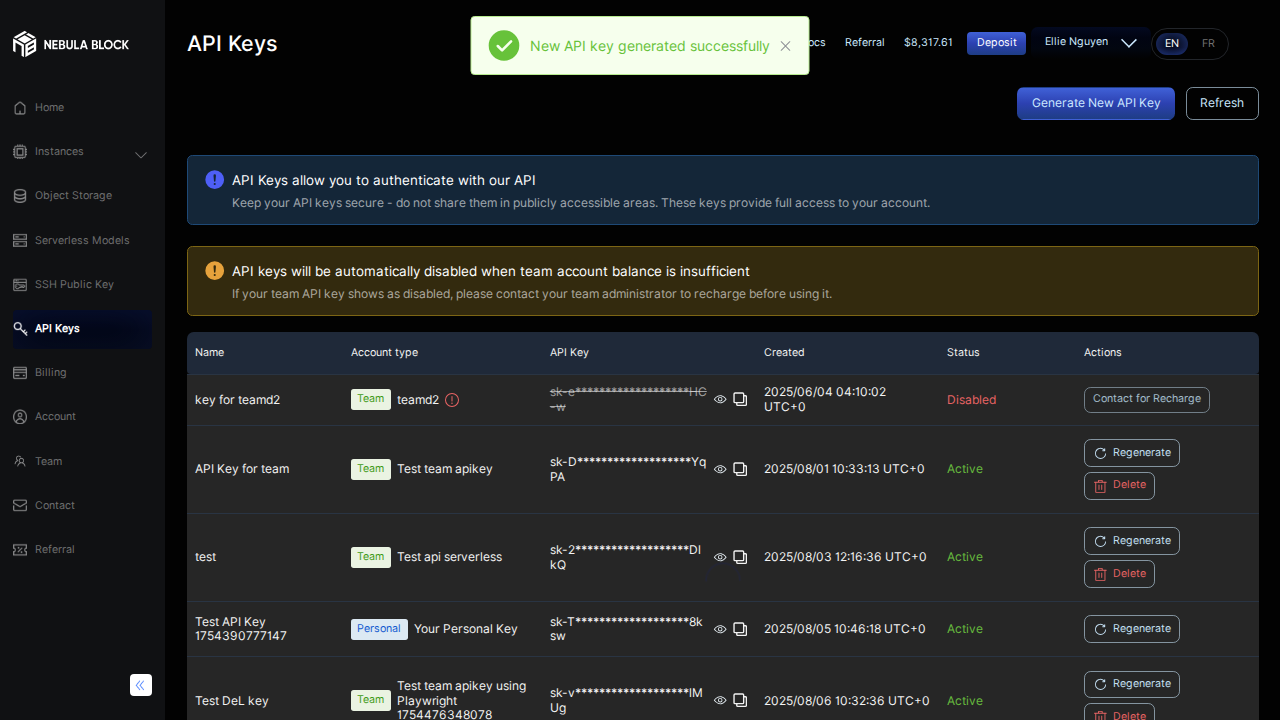 NEBULA BLOCK
Home
Instances
Object Storage
Serverless Models
SSH Public Key
API Keys
Billing
Account
Team
Contact
Referral
API Keys
New API key generated successfully
ocs
Referral
$8,317.61
Deposit
Ellie Nguyen
EN
FR
Generate New API Key
Refresh
API Keys allow you to authenticate with our API
Keep your API keys secure - do not share them in publicly accessible areas. These keys provide full access to your account.
API keys will be automatically disabled when team account balance is insufficient
If your team API key shows as disabled, please contact your team administrator to recharge before using it.
Name Account type API Key Created Status Actions
key for teamd2
Team teamd2
sk-e*******************HC
-w
2025/06/04 04:10:02
UTC+0
Disabled
Contact for Recharge
API Key for team
Team Test team apikey
sk-D*******************Yq
PA
2025/08/01 10:33:13 UTC+0
Active
Regenerate
Delete
test
Team Test api serverless
sk-2*******************DI
kQ
2025/08/03 12:16:36 UTC+0
Active
Regenerate
Delete
Test API Key
1754390777147
Personal Your Personal Key
sk-T*******************8k
sw
2025/08/05 10:46:18 UTC+0
Active
Regenerate
Test DeL key
Team
Test team apikey using
Playwright
1754476348078
sk-v*******************IM
Ug
2025/08/06 10:32:36 UTC+0
Active
Regenerate
Delete